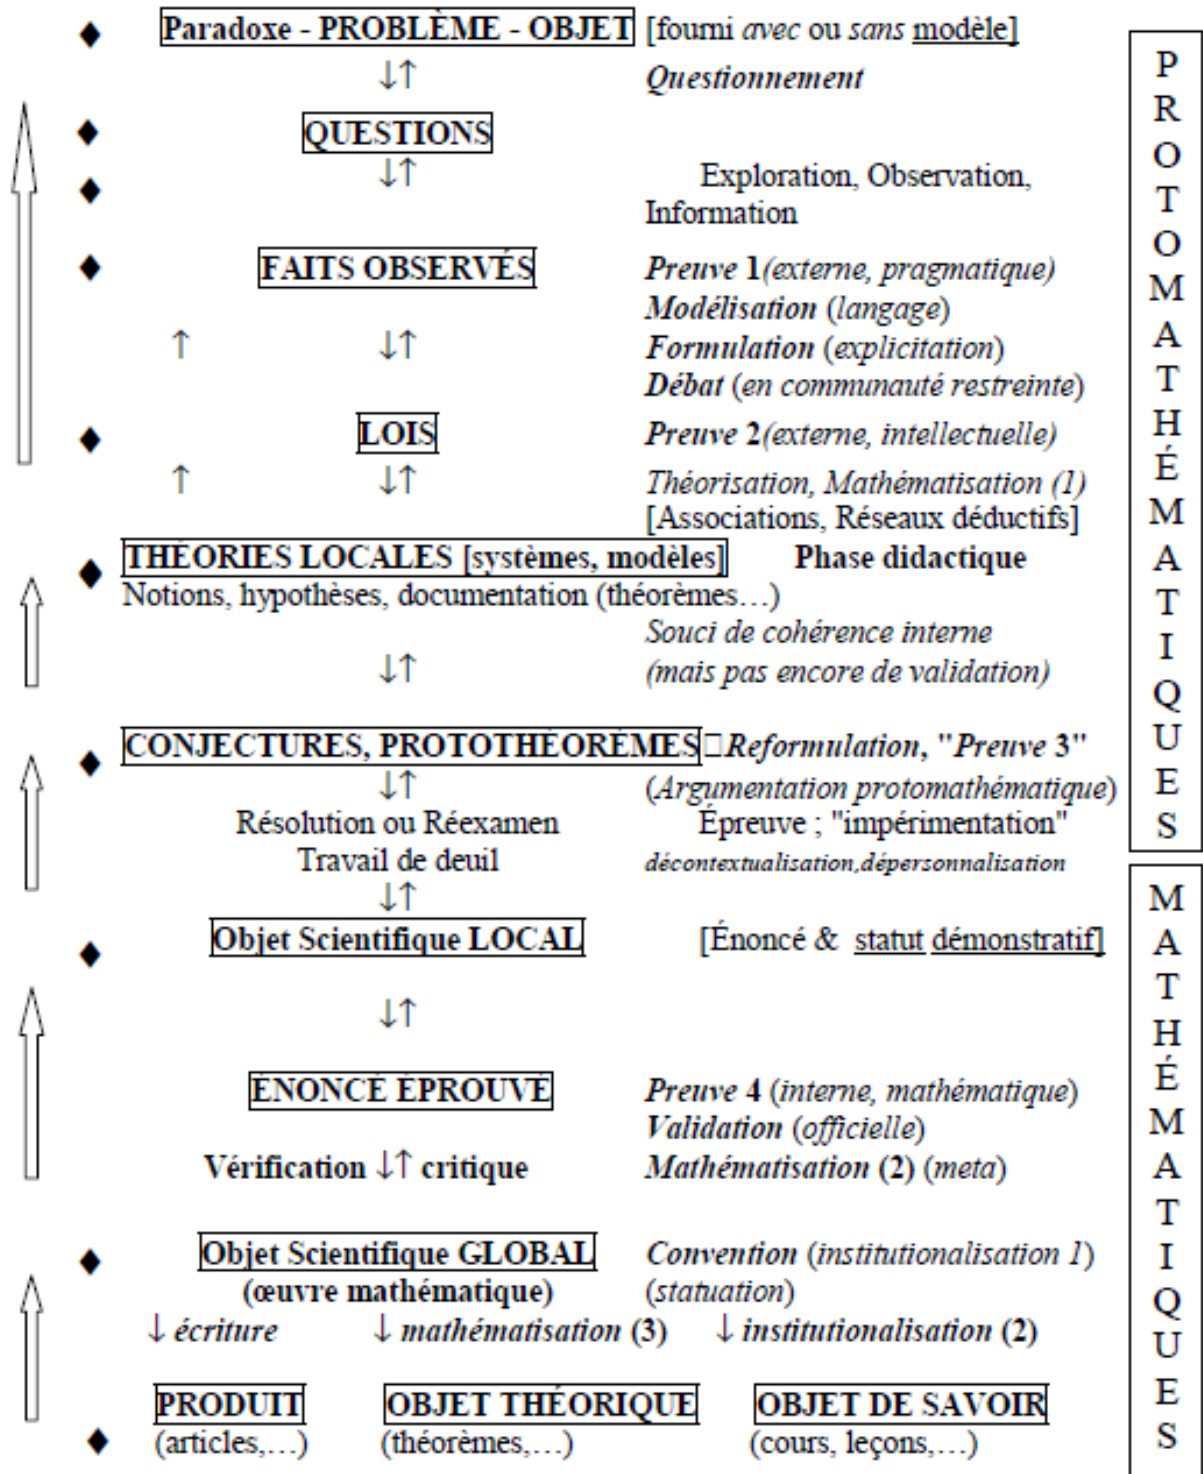 ♦ Paradoxe - PROBLÈME - OBJET [fourni avec ou sans modèle]
↓↑ Questionnement
♦ QUESTIONS
♦ ↓↑ Exploration, Observation,
Information
♦ FAITS OBSERVÉS Preuve 1(externe, pragmatique)
Modélisation (langage)
↑ ↓↑ Formulation (explicitation)
Débat (en communauté restreinte)
♦ LOIS Preuve 2(externe, intellectuelle)
↑ ↓↑ Théorisation, Mathématisation (1)
[Associations, Réseaux déductifs]
♦ THÉORIES LOCALES [systèmes, modèles] Phase didactique
Notions, hypothèses, documentation (théorèmes…)
Souci de cohérence interne
↓↑ (mais pas encore de validation)
♦ CONJECTURES, PROTOTHÉORÈMES □Reformulation, "Preuve 3"
↓↑ (Argumentation protomathématique)
Résolution ou Réexamen Épreuve ; "impérimentation"
Travail de deuil décontextualisation,dépersonnalisation
↓↑
♦ Objet Scientifique LOCAL [Énoncé & statut démonstratif]
↓↑
ÉNONCÉ ÉPROUVÉ Preuve 4 (interne, mathématique)
Validation (officielle)
Vérification ↓↑ critique Mathématisation (2) (meta)
♦ Objet Scientifique GLOBAL Convention (institutionalisation 1)
(œuvre mathématique) (statuation)
↓ écriture ↓ mathématisation (3) ↓ institutionalisation (2)
PRODUIT OBJET THÉORIQUE OBJET DE SAVOIR
♦ (articles,…) (théorèmes,…) (cours, leçons,…)
PROTOMATHÉMATIQUES
MATHÉMATIQUES